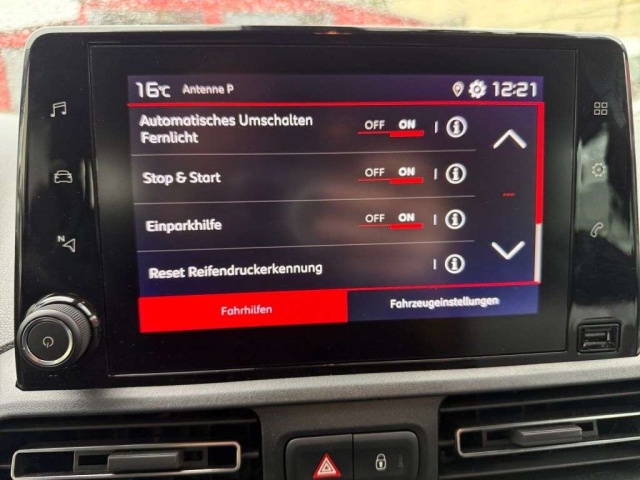 16°C Antenne P 12:21
Automatisches Umschalten
Fernlicht
OFF ON i
Stop & Start OFF ON i
Einparkhilfe OFF ON i
Reset Reifendruckerkennung i
Fahrhilfen Fahrzeugeinstellungen
N